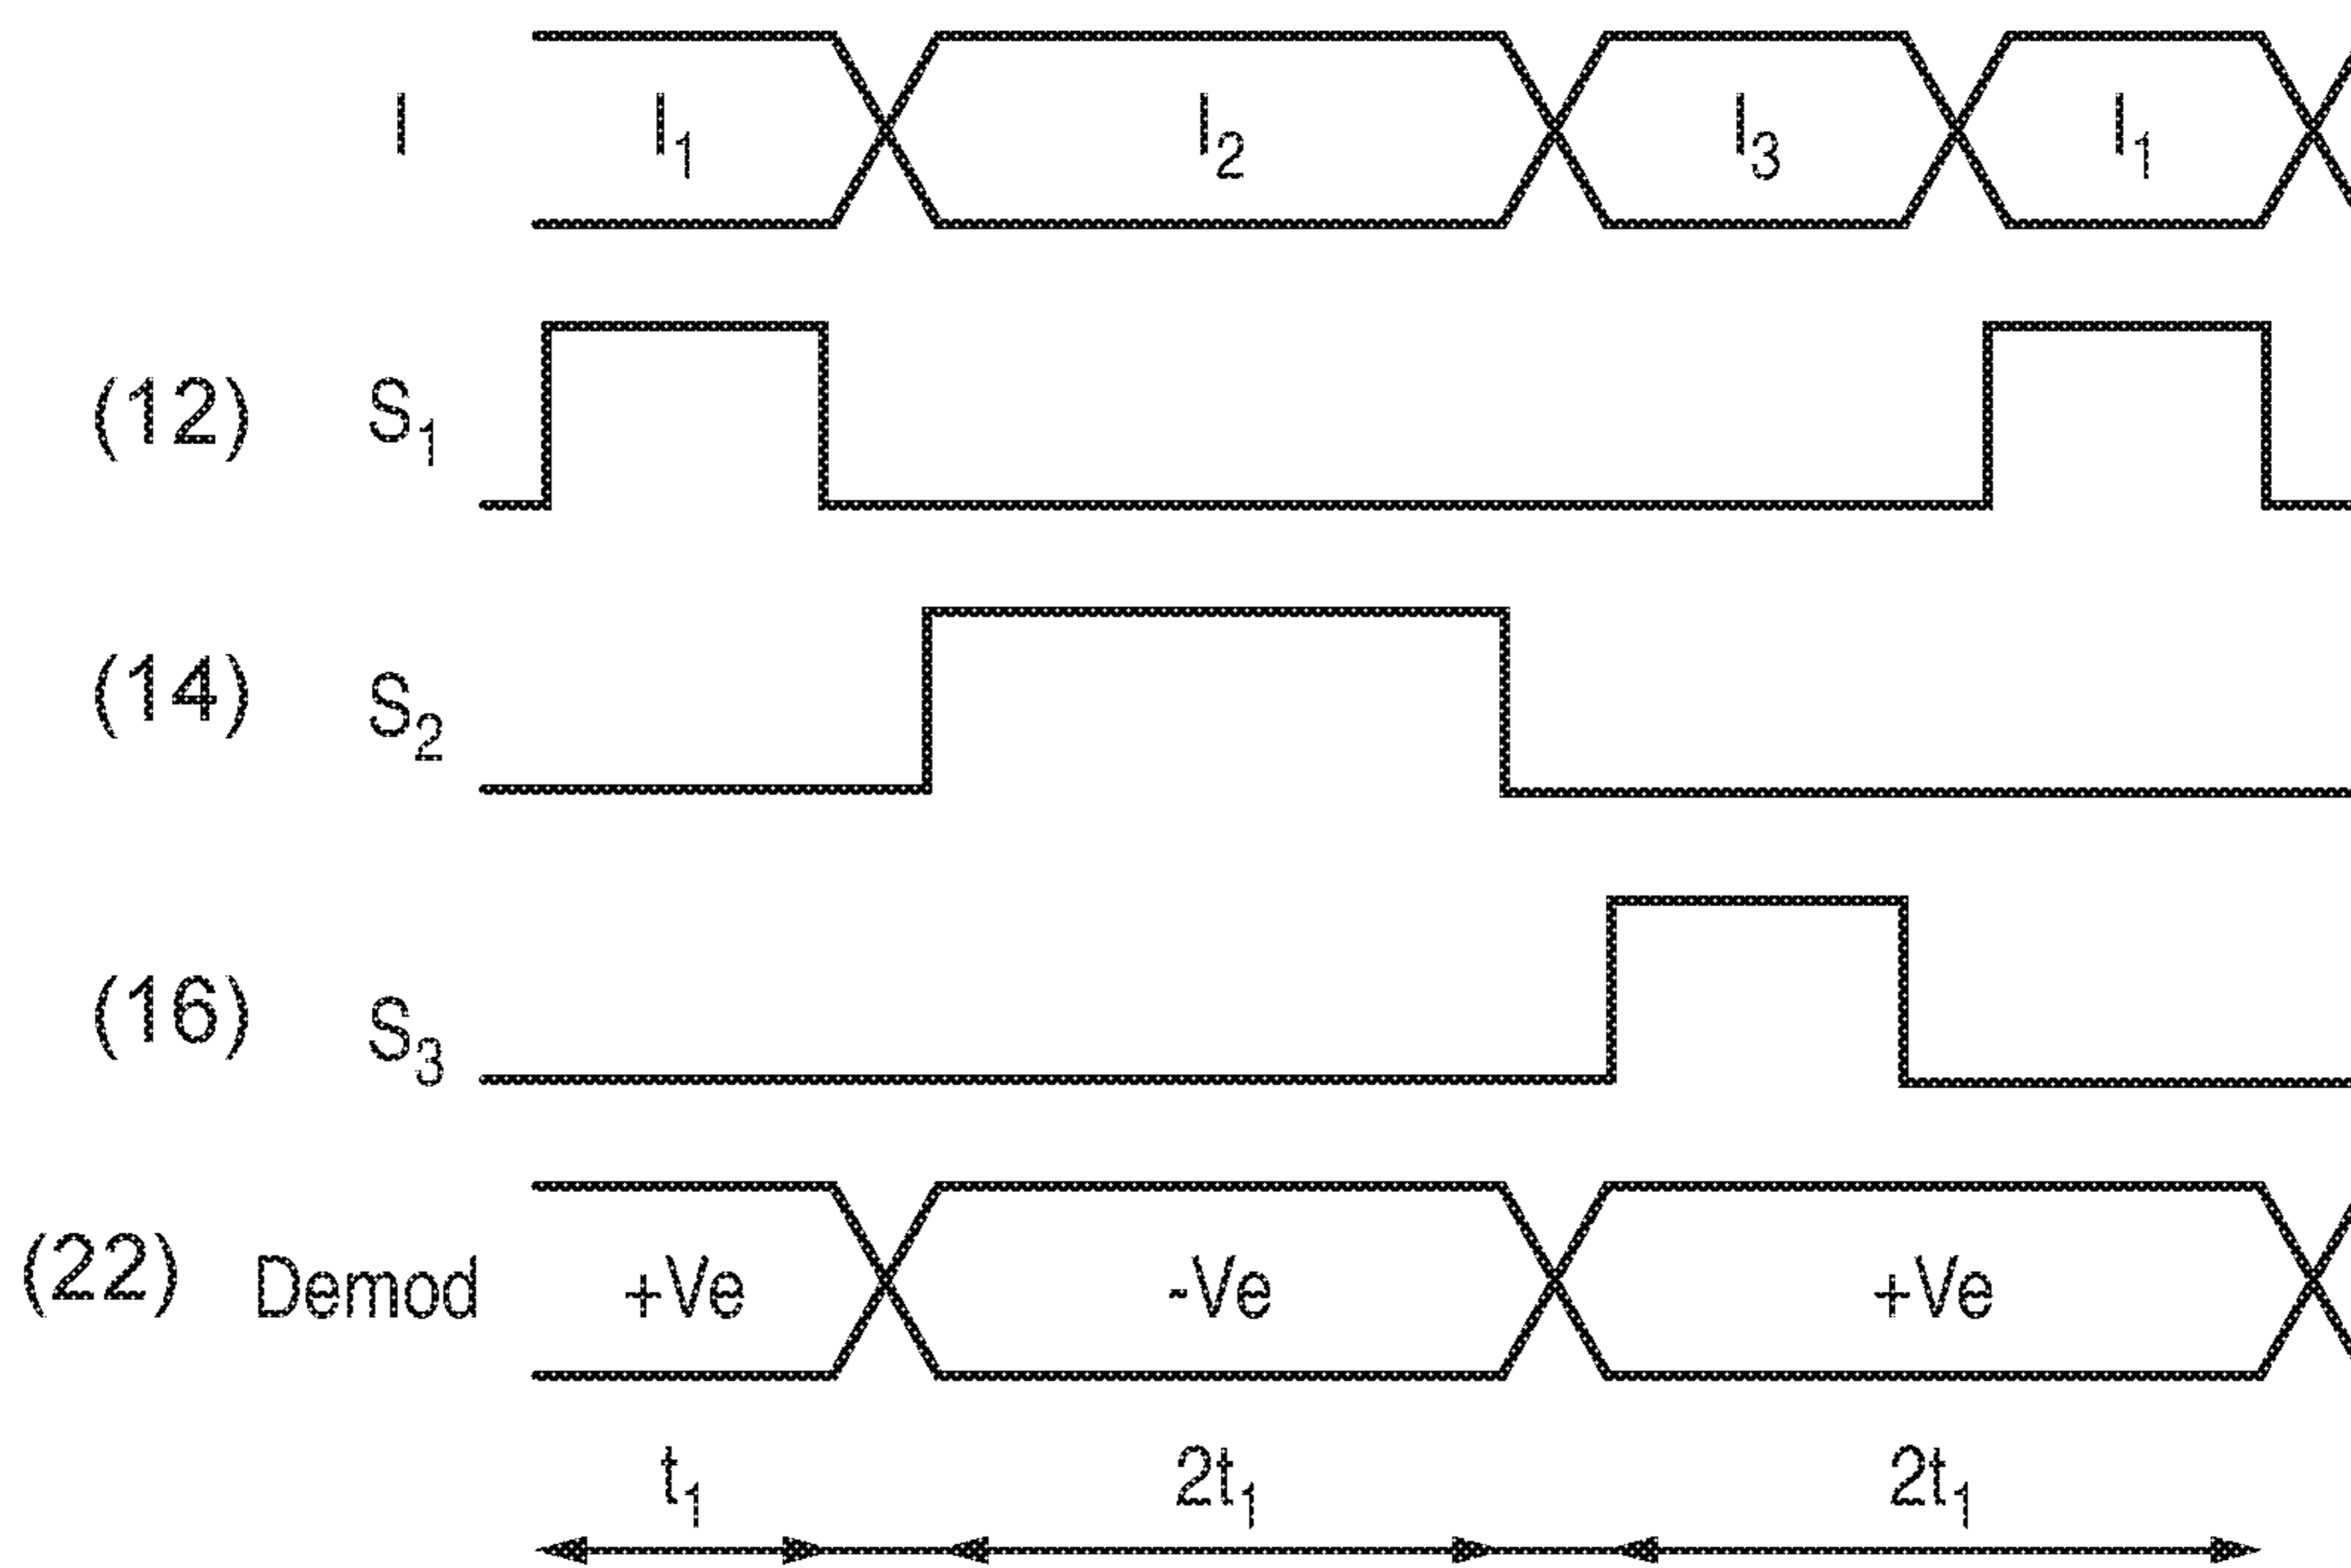 I I₁ I₂ I₃ I₁
(12) S₁
(14) S₂
(16) S₃
(22) Demod +Ve -Ve +Ve
t₁ 2t₁ 2t₁